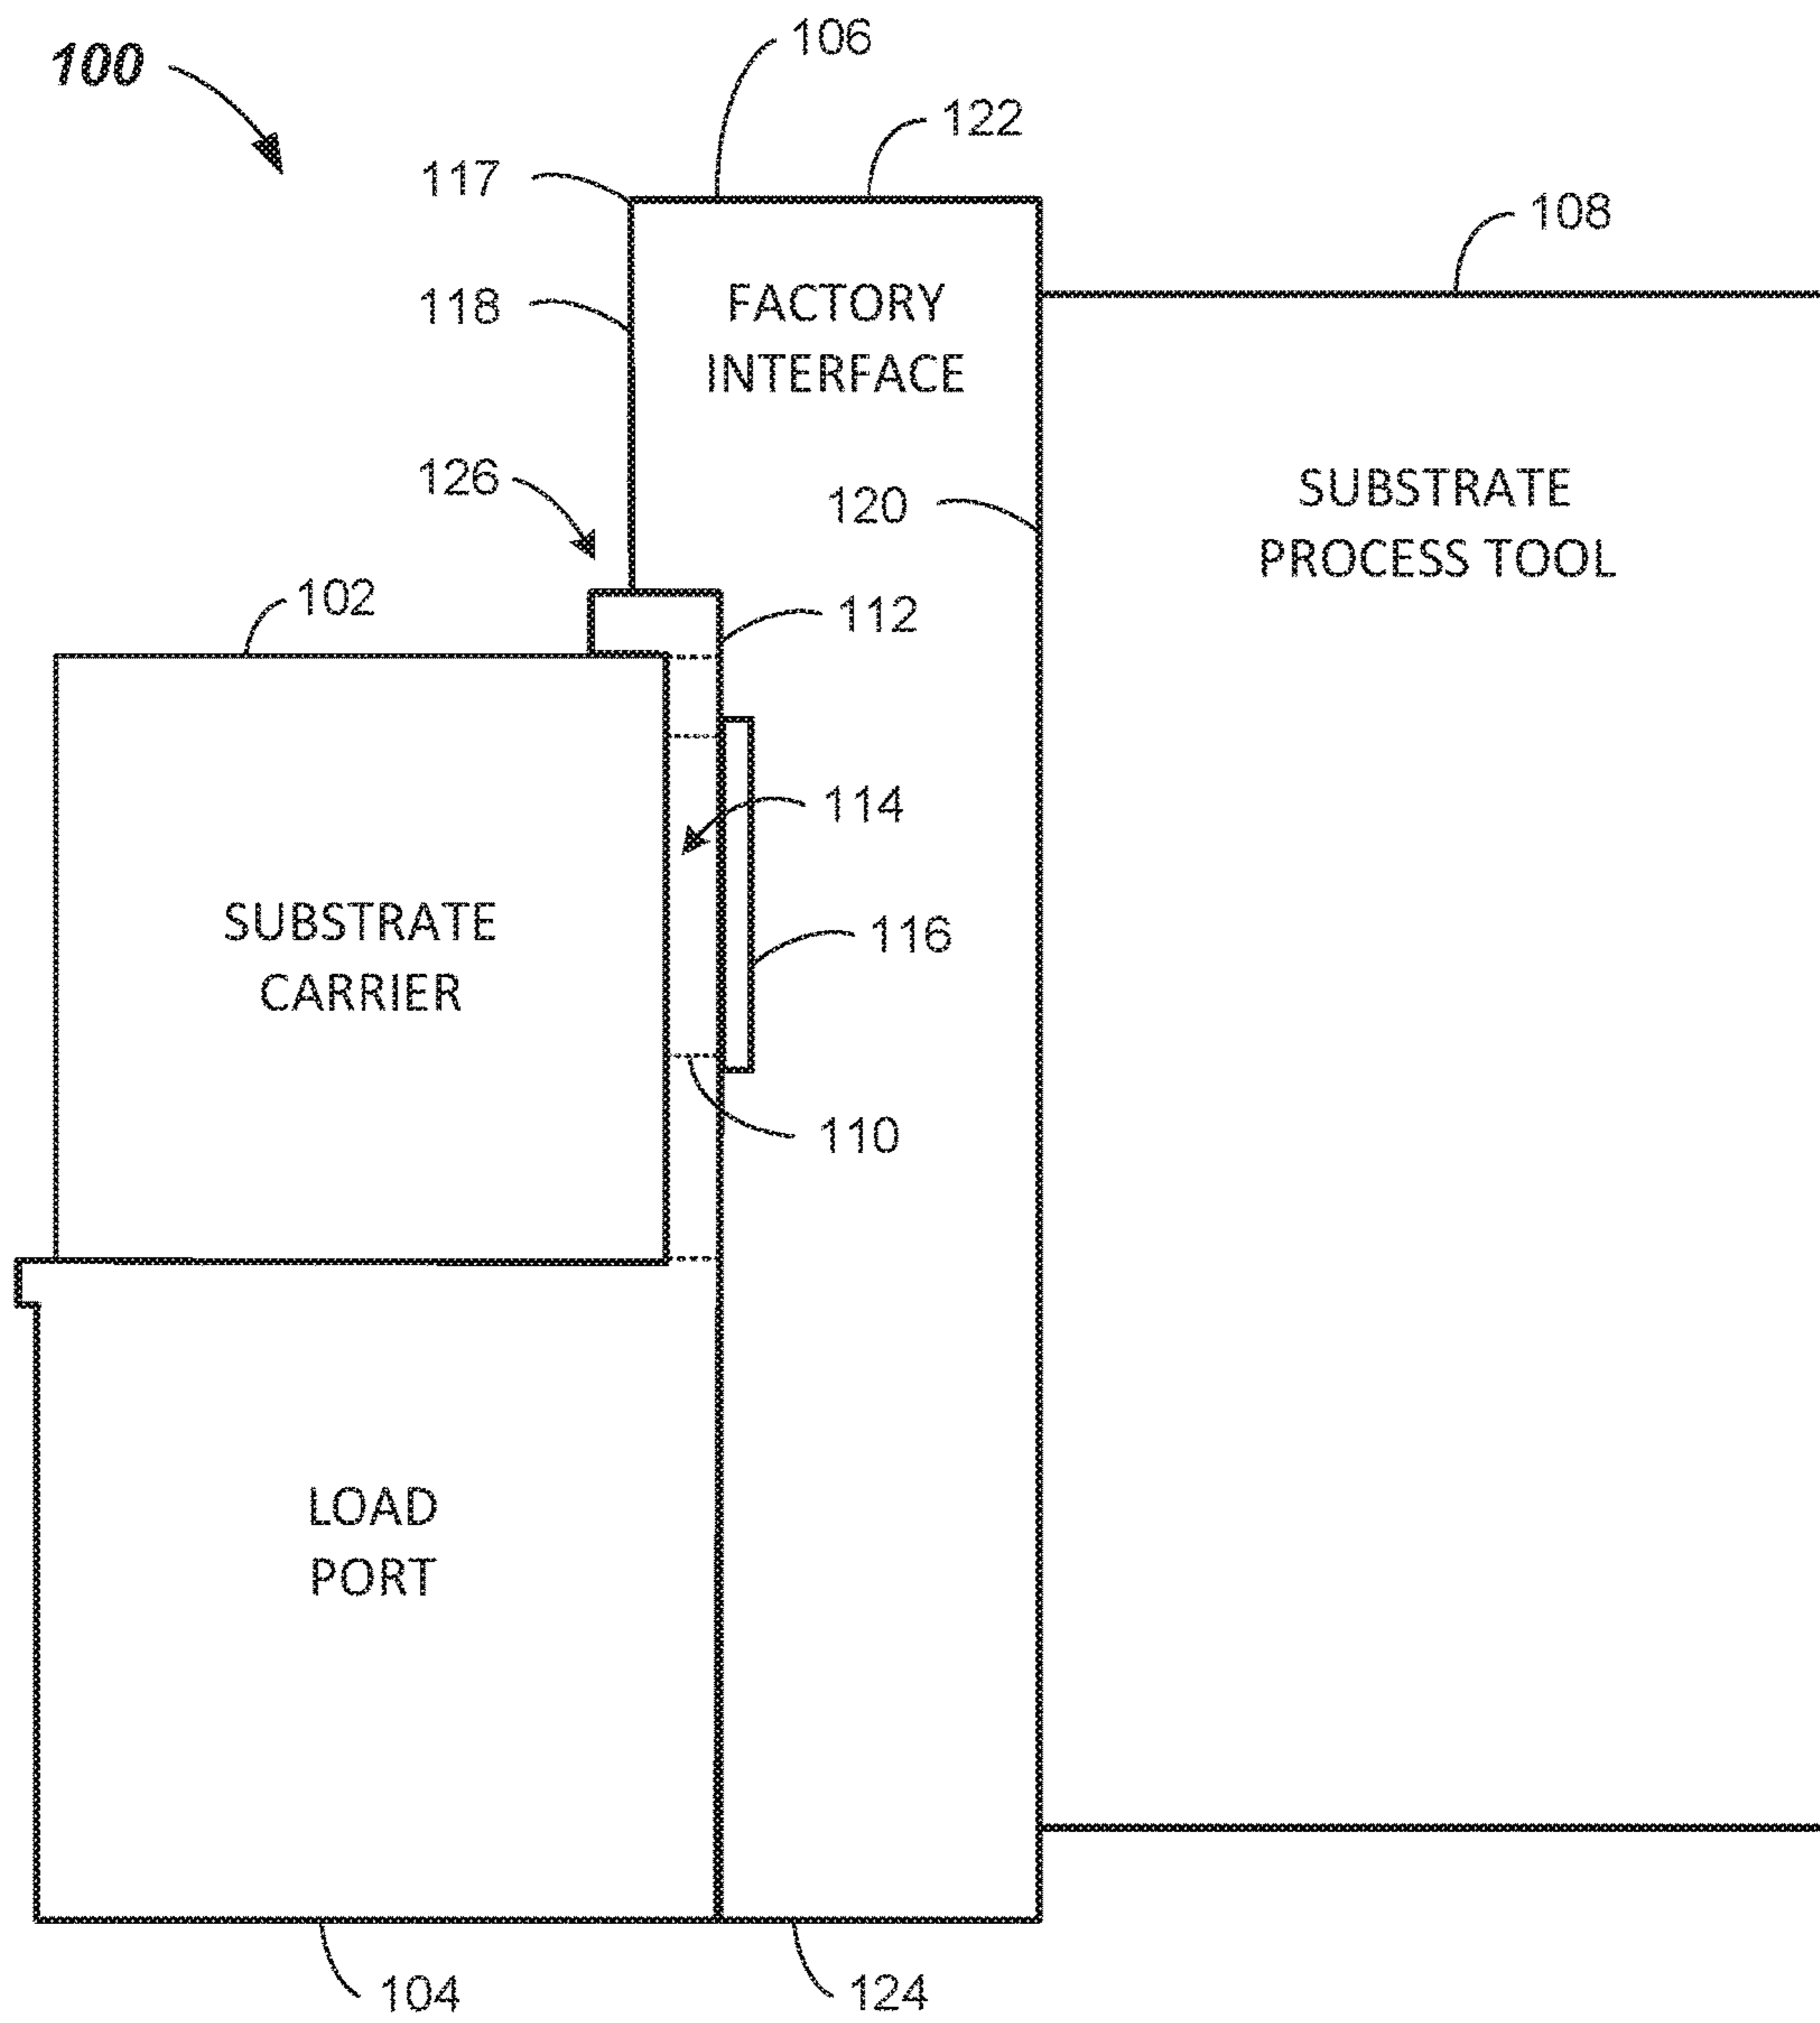 100
106
122
117
108
118
FACTORY
INTERFACE
126
120
SUBSTRATE
PROCESS TOOL
102
112
114
SUBSTRATE
CARRIER
116
110
LOAD
PORT
104
124